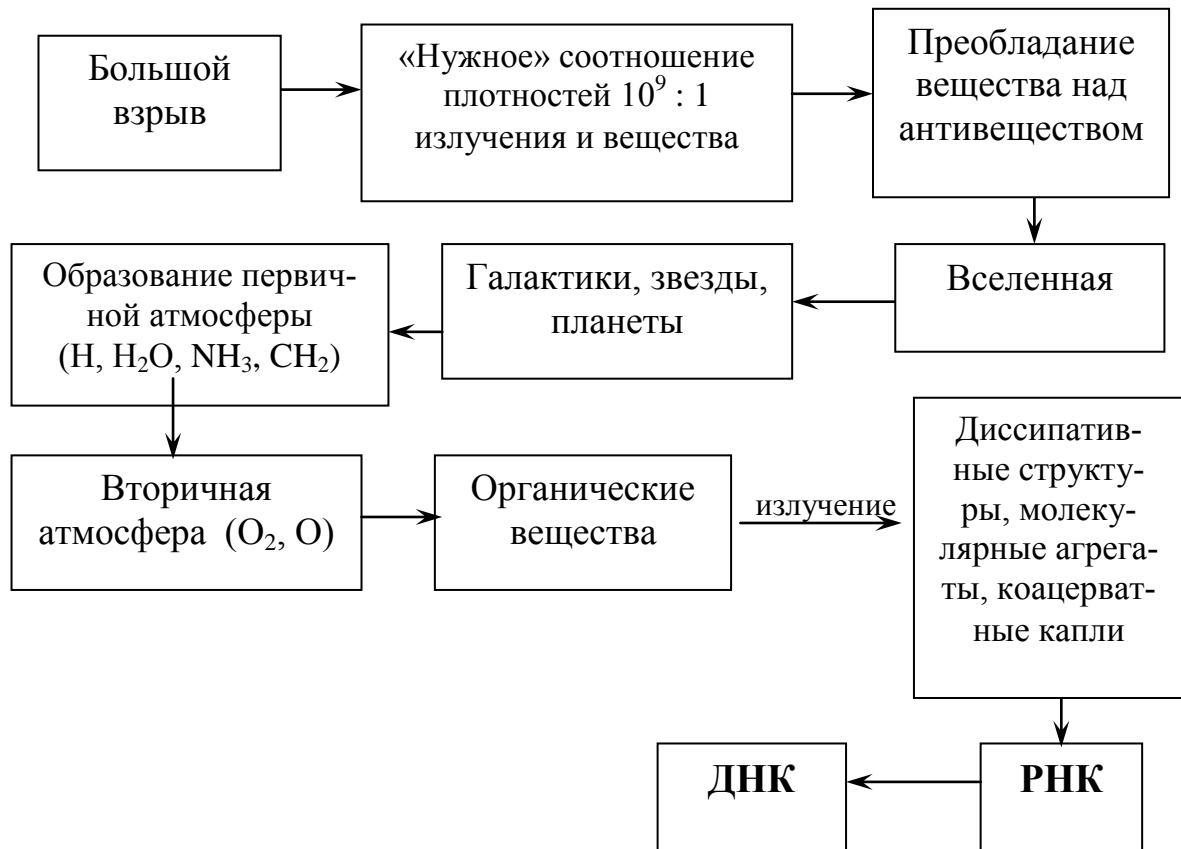 Большой
взрыв
«Нужное» соотношение
плотностей 10⁹ : 1
излучения и вещества
Преобладание
вещества над
антивеществом
Вселенная
Галактики, звезды,
планеты
Образование первич-
ной атмосферы
(H, H₂O, NH₃, CH₂)
Вторичная
атмосфера (O₂, O)
Органические
вещества
излучение
Диссипатив-
ные структу-
ры, молеку-
лярные агрега-
ты, коацерват-
ные капли
РНК
ДНК